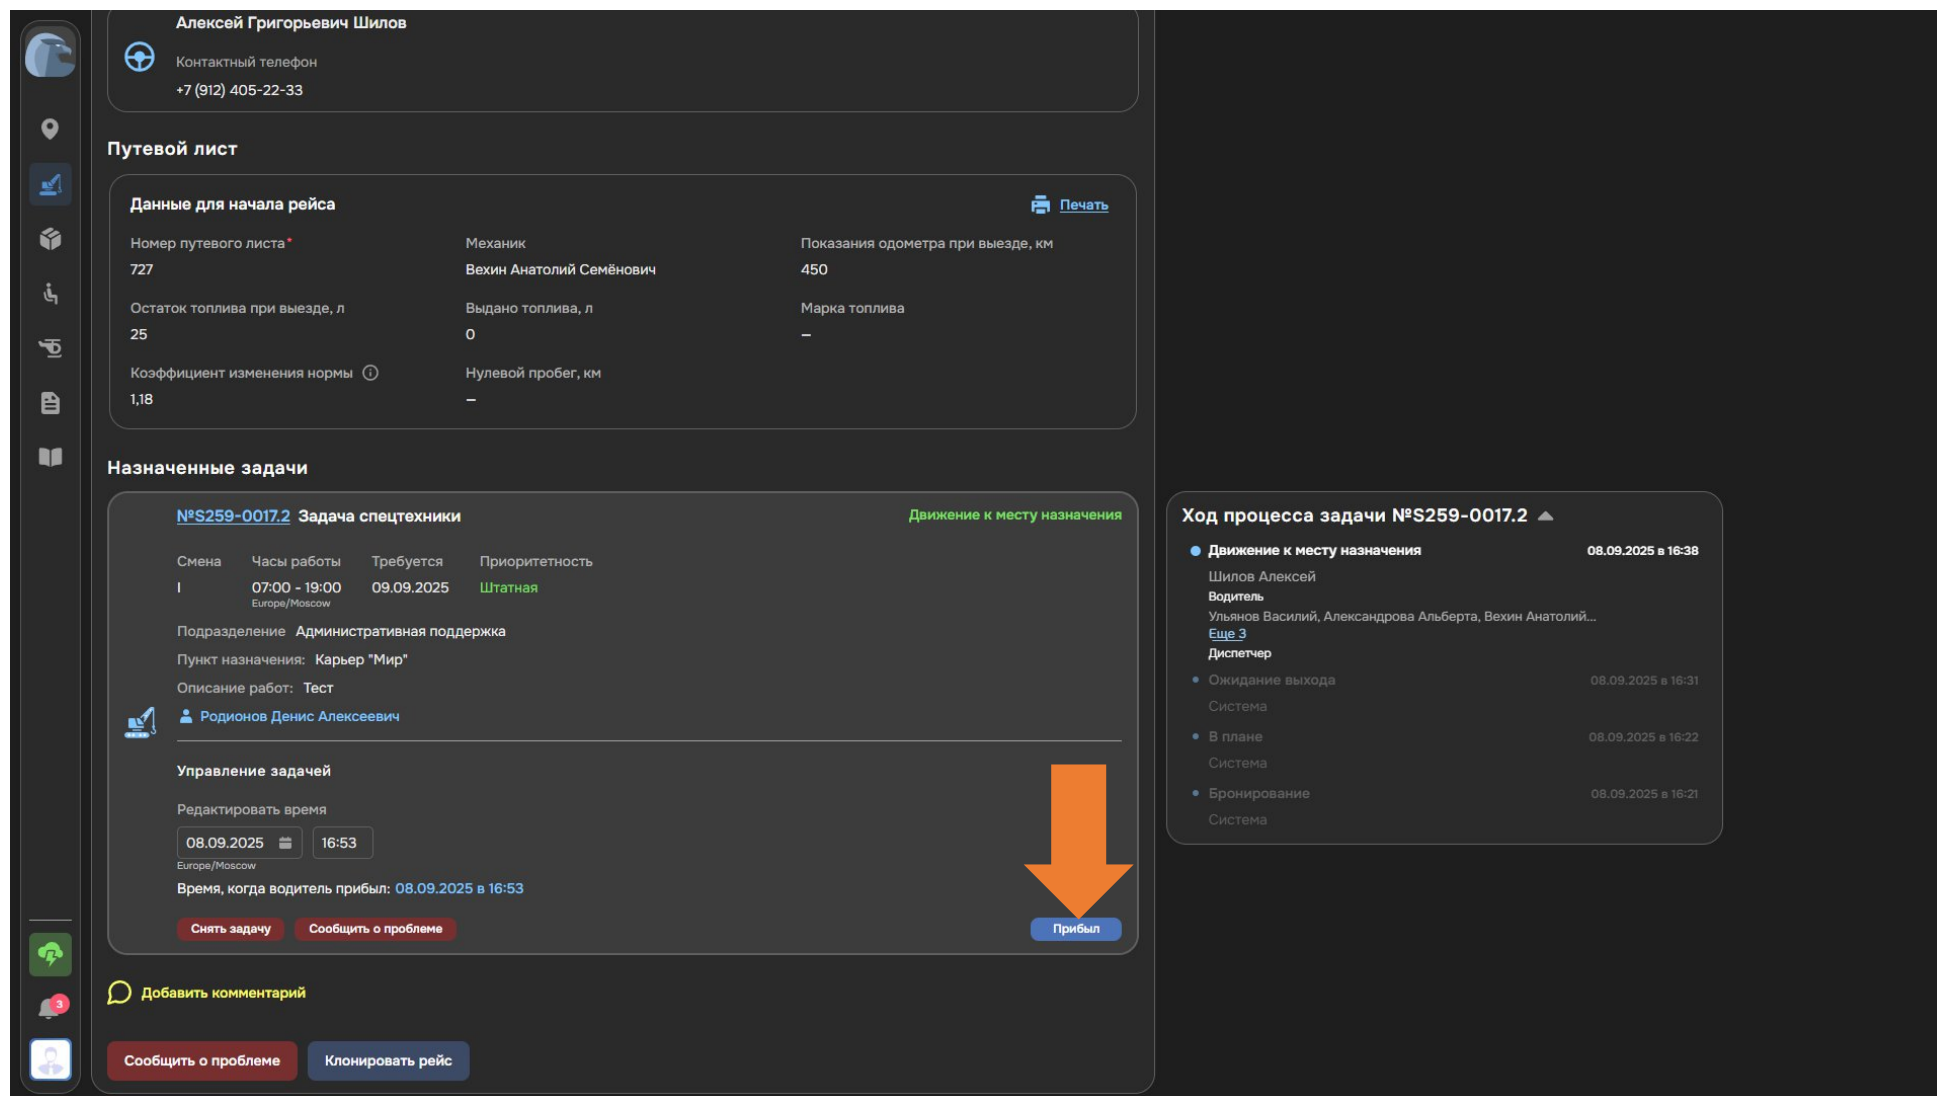 Алексей Григорьевич Шилов
Контактный телефон
+7 (912) 405-22-33
Путевой лист
Данные для начала рейса
Печать
Номер путевого листа*
Механик
Показания одометра при выезде, км
727
Вехин Анатолий Семёнович
450
Остаток топлива при выезде, л
Выдано топлива, л
Марка топлива
25
0
–
Коэффициент изменения нормы
Нулевой пробег, км
1,18
–
Назначенные задачи
№S259-0017.2 Задача спецтехники
Движение к месту назначения
Смена
Часы работы
Требуется
Приоритетность
I
07:00 - 19:00
09.09.2025
Штатная
Europe/Moscow
Подразделение Административная поддержка
Пункт назначения: Карьер "Мир"
Описание работ: Тест
Родионов Денис Алексеевич
Управление задачей
Редактировать время
08.09.2025
16:53
Europe/Moscow
Время, когда водитель прибыл: 08.09.2025 в 16:53
Снять задачу
Сообщить о проблеме
Прибыл
Добавить комментарий
Сообщить о проблеме
Клонировать рейс
3
Ход процесса задачи №S259-0017.2
Движение к месту назначения
08.09.2025 в 16:38
Шилов Алексей
Водитель
Ульянов Василий, Александрова Альберта, Вехин Анатолий...
Еще 3
Диспетчер
Ожидание выхода
08.09.2025 в 16:31
Система
В плане
08.09.2025 в 16:22
Система
Бронирование
08.09.2025 в 16:21
Система